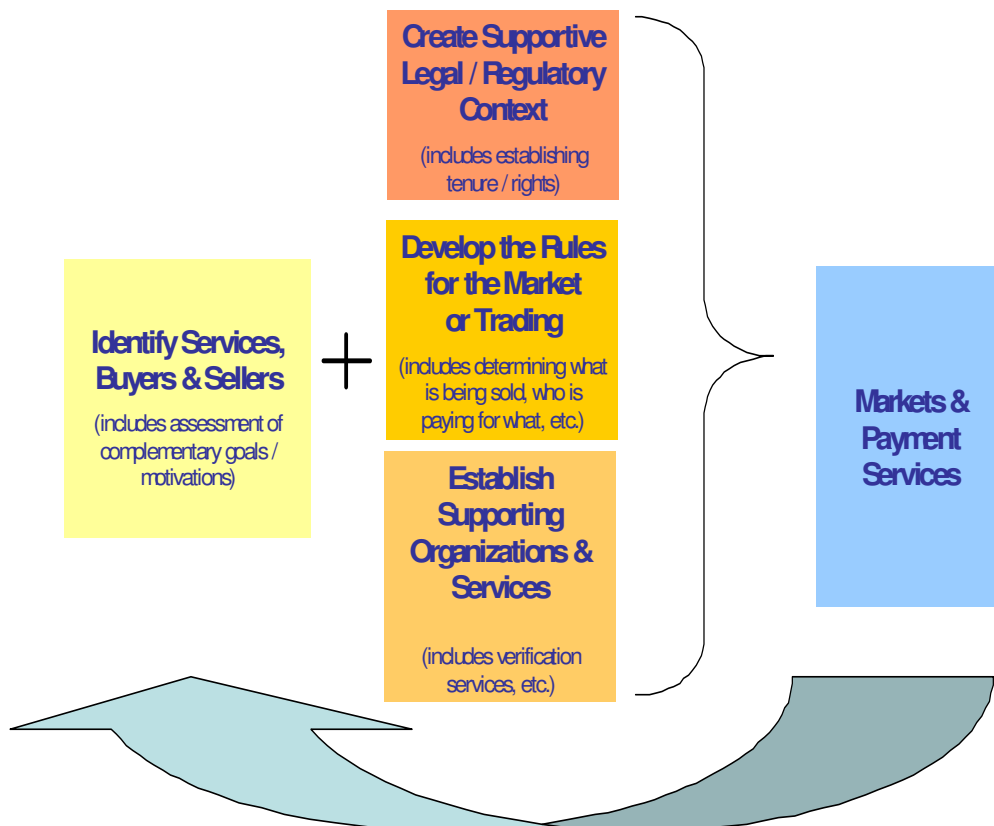 Create Supportive
Legal / Regulatory
Context
(includes establishing
tenure / rights)
Identify Services,
Buyers & Sellers
(includes assessment of
complementary goals /
motivations)
Develop the Rules
for the Market
or Trading
(includes determining what
is being sold, who is
paying for what, etc.)
Establish
Supporting
Organizations &
Services
(includes verification
services, etc.)
Markets &
Payment
Services